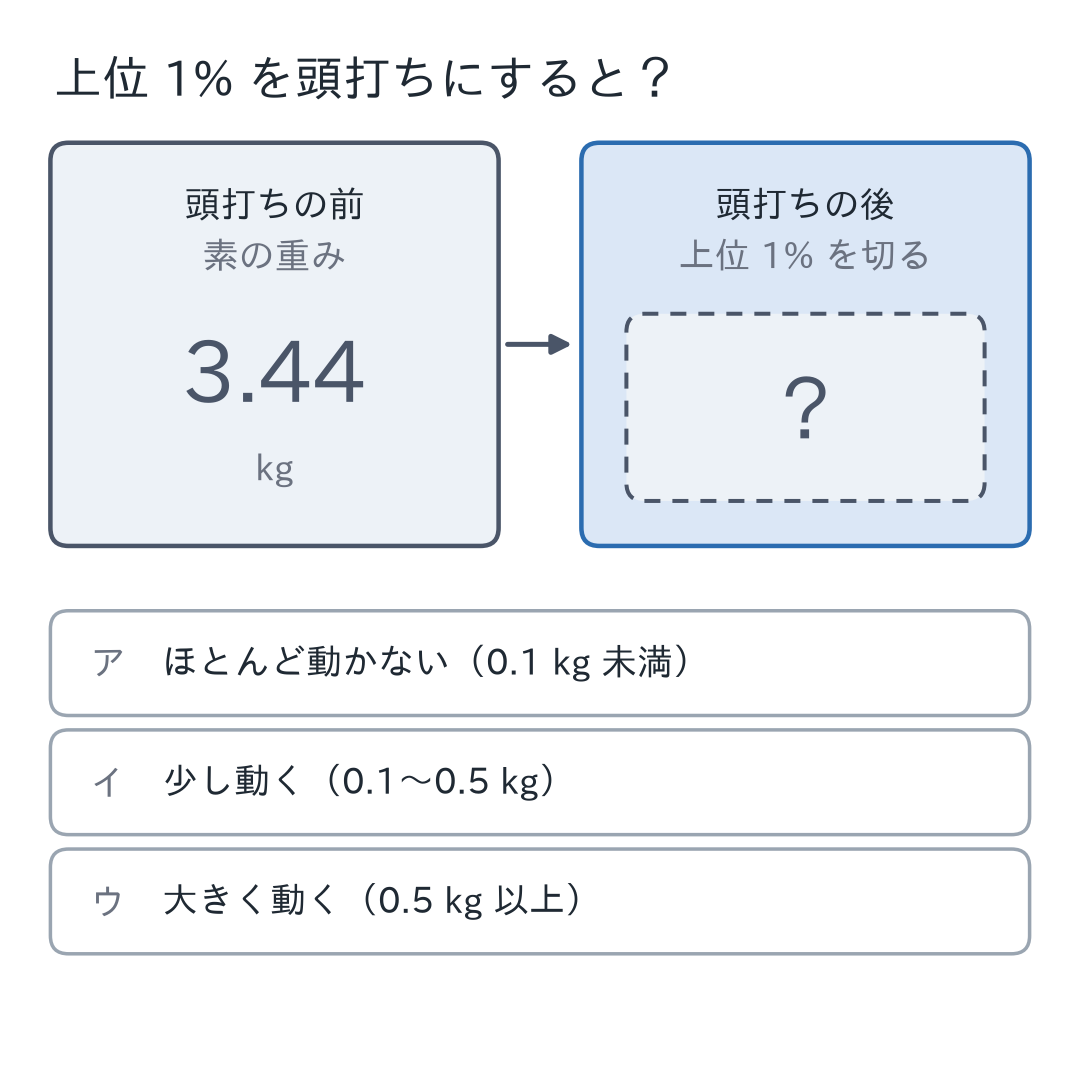 上位 1% を頭打ちにすると？
頭打ちの前
素の重み
3.44
kg
頭打ちの後
上位 1% を切る
?
ア ほとんど動かない（0.1 kg 未満）
イ 少し動く（0.1〜0.5 kg）
ウ 大きく動く（0.5 kg 以上）